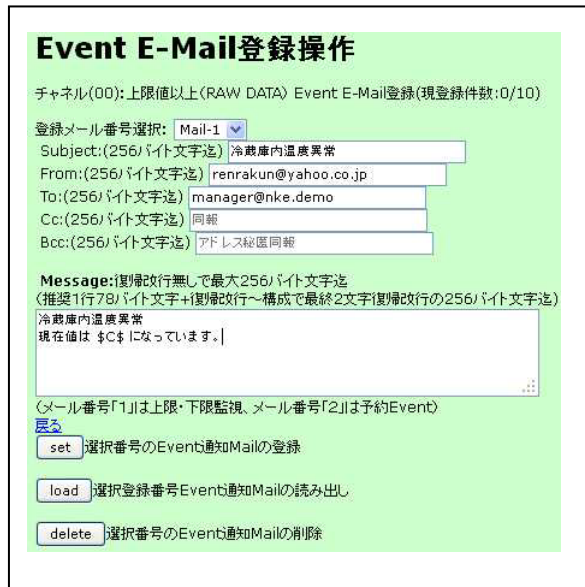 Event E-Mail登録操作
チャネル(00):上限値以上(RAW DATA) Event E-Mail登録(現登録件数:0/10)
登録メール番号選択: Mail-1
Subject:(256バイト文字迄) 冷蔵庫内温度異常
From:(256バイト文字迄) renrakun@yahoo.co.jp
To:(256バイト文字迄) manager@nke.demo
Cc:(256バイト文字迄) 同報
Bcc:(256バイト文字迄) アドレス秘匿同報
Message:復帰改行無しで最大256バイト文字迄
(推奨1行78バイト文字+復帰改行～構成で最終2文字復帰改行の256バイト文字迄)
冷蔵庫内温度異常
現在値は $C$ になっています。
(メール番号「1」は上限・下限監視、メール番号「2」は予約Event)
戻る
set 選択番号のEvent通知Mailの登録
load 選択登録番号Event通知Mailの読み出し
delete 選択番号のEvent通知Mailの削除